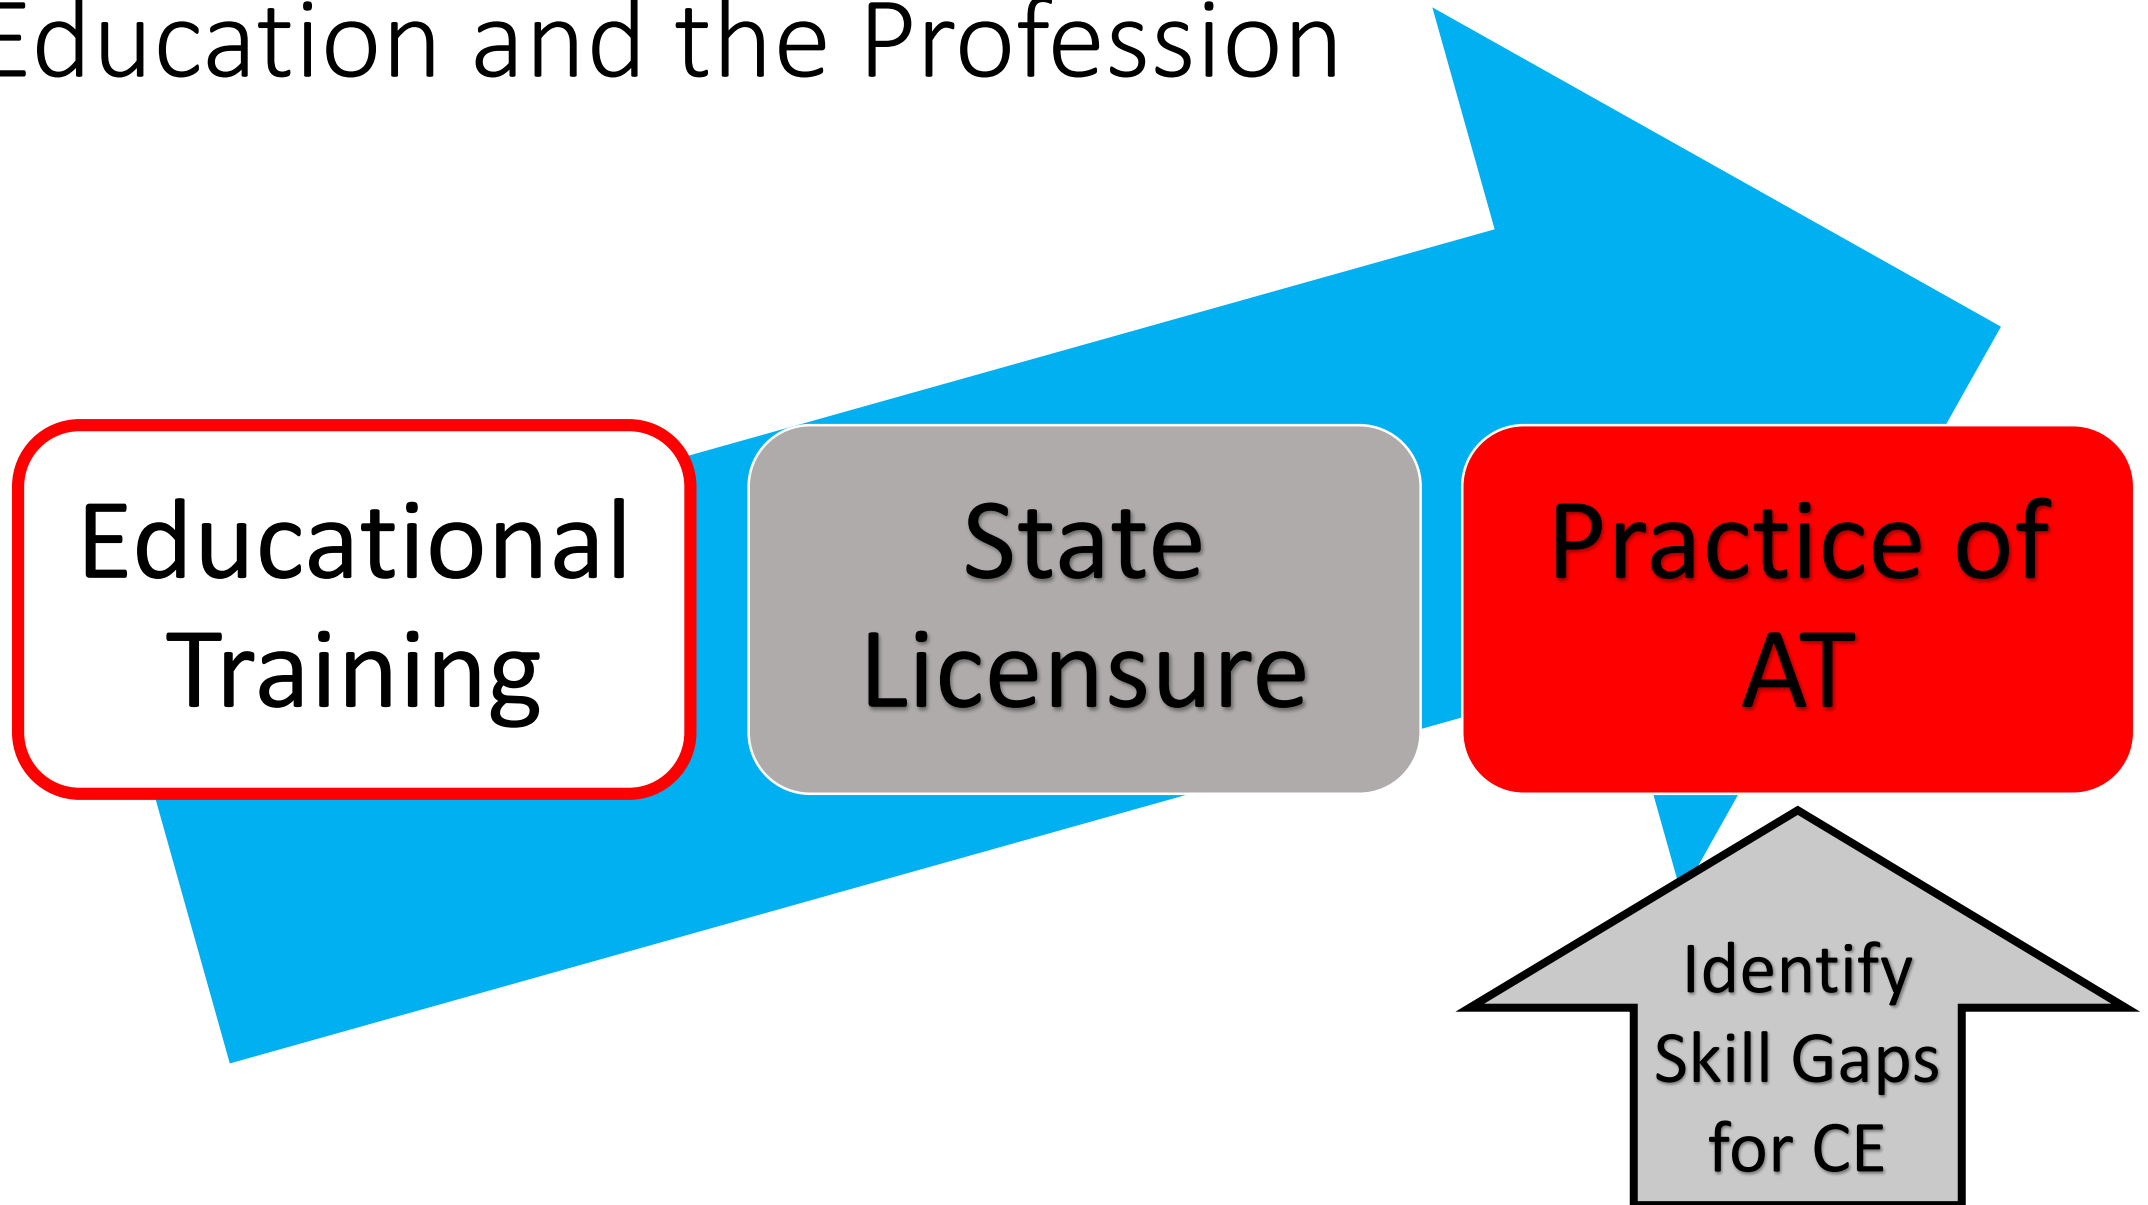 Education and the Profession
Educational
Training
State
Licensure
Practice of
AT
Identify
Skill Gaps
for CE